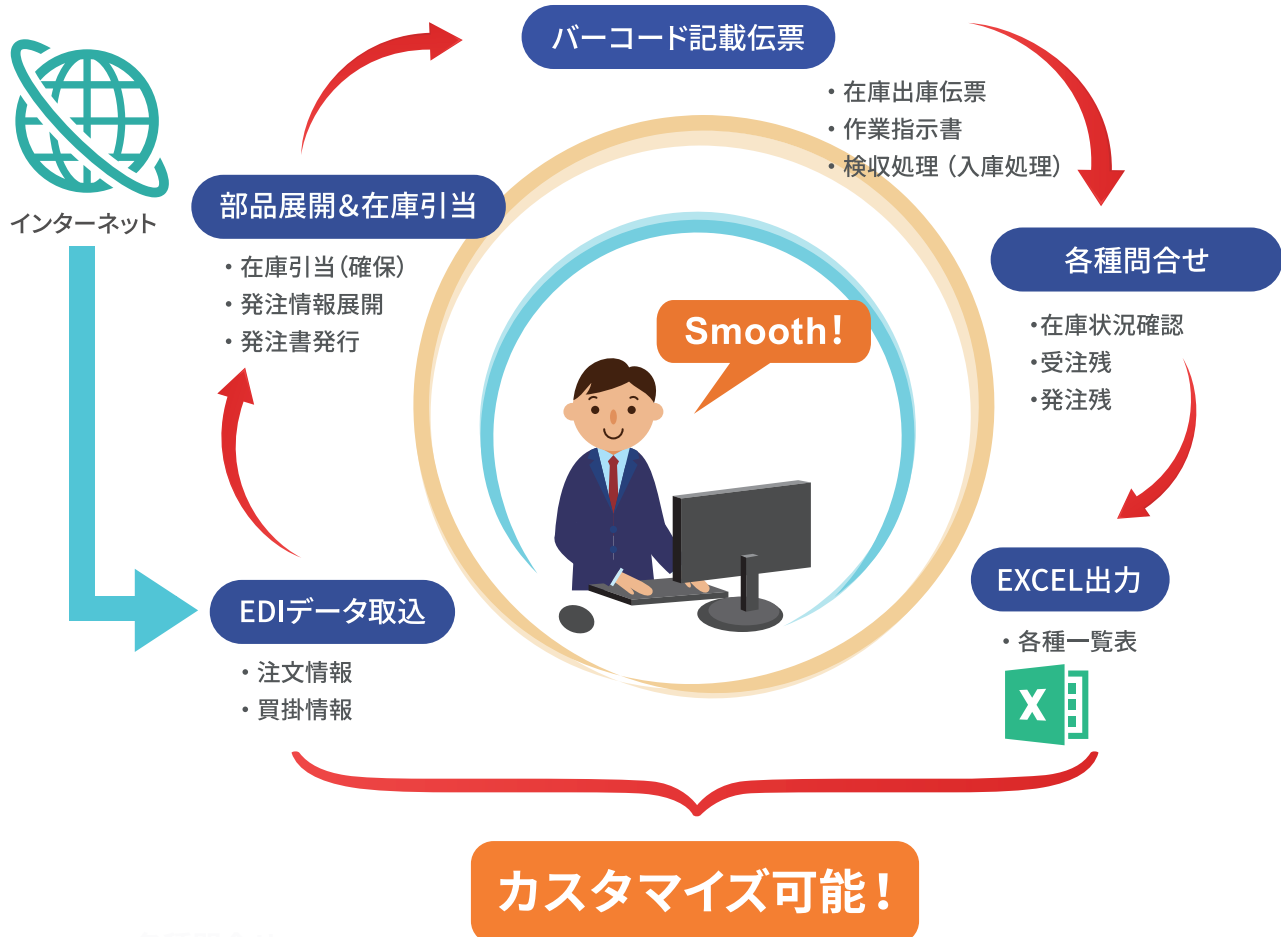 バーコード記載伝票
・在庫出庫伝票
・作業指示書
・検収処理（入庫処理）
インターネット
部品展開＆在庫引当
・在庫引当（確保）
・発注情報展開
・発注書発行
各種問合せ
・在庫状況確認
・受注残
・発注残
Smooth！
EDIデータ取込
・注文情報
・買掛情報
EXCEL出力
・各種一覧表
X
カスタマイズ可能！